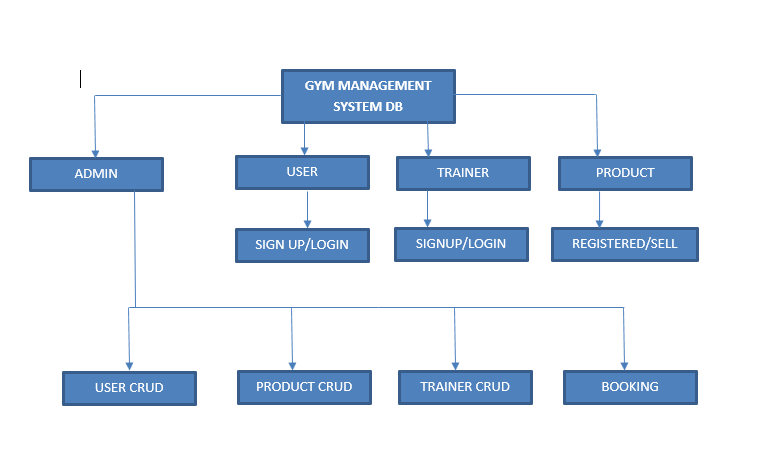 GYM MANAGEMENT
SYSTEM DB
ADMIN
USER
TRAINER
PRODUCT
SIGN UP/LOGIN
SIGNUP/LOGIN
REGISTERED/SELL
USER CRUD
PRODUCT CRUD
TRAINER CRUD
BOOKING